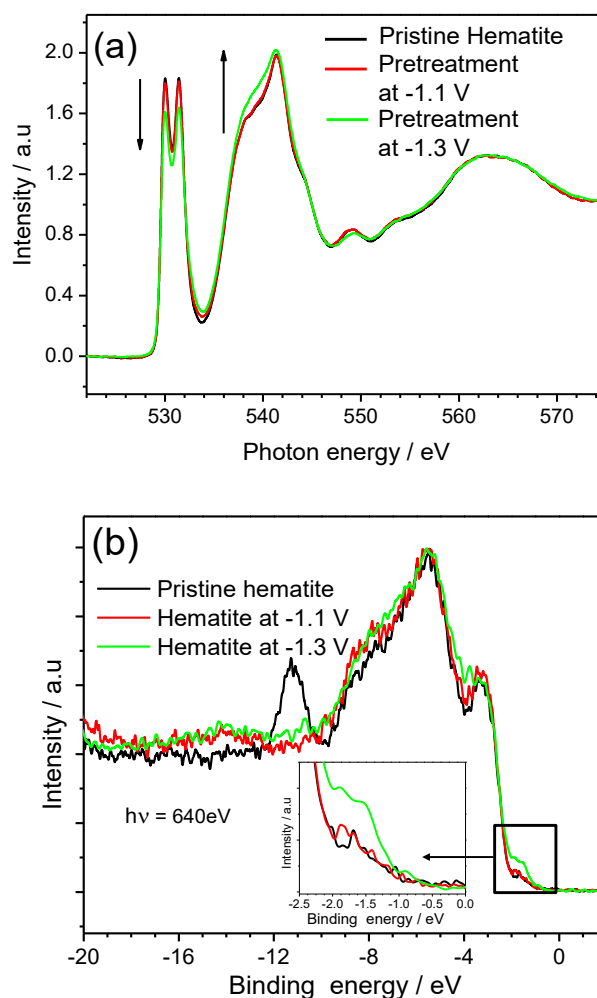 (a)
Pristine Hematite
Pretreatment
at -1.1 V
Pretreatment
at -1.3 V
2.0
1.6
1.2
0.8
0.4
0.0
Intensity / a.u
530 540 550 560 570
Photon energy / eV
(b)
Pristine hematite
Hematite at -1.1 V
Hematite at -1.3 V
Intensity / a.u
hν = 640eV
Intensity / a.u
-2.5 -2.0 -1.5 -1.0 -0.5 0.0
Binding energy / eV
-20 -16 -12 -8 -4 0
Binding energy / eV